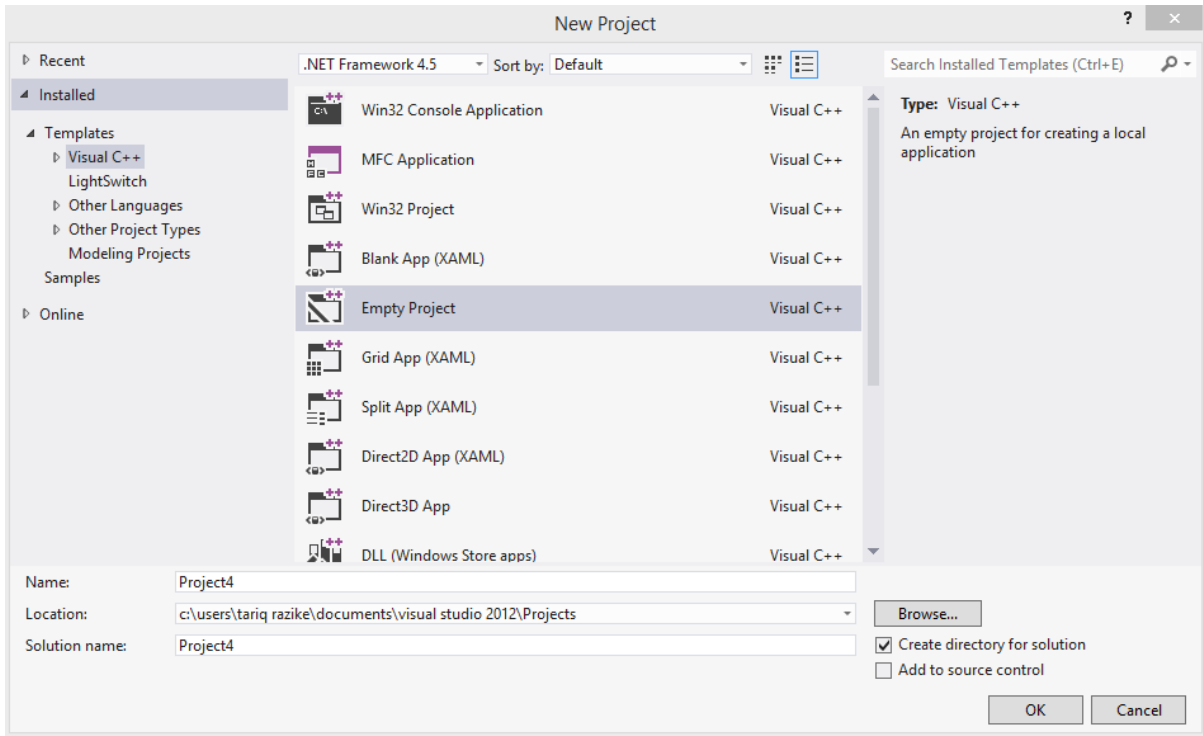 New Project
?
Recent
Installed
Templates
Visual C++
LightSwitch
Other Languages
Other Project Types
Modeling Projects
Samples
Online
.NET Framework 4.5 Sort by: Default
Search Installed Templates (Ctrl+E)
Win32 Console Application Visual C++
MFC Application Visual C++
Win32 Project Visual C++
Blank App (XAML) Visual C++
Empty Project Visual C++
Grid App (XAML) Visual C++
Split App (XAML) Visual C++
Direct2D App (XAML) Visual C++
Direct3D App Visual C++
DLL (Windows Store apps) Visual C++
Type: Visual C++
An empty project for creating a local
application
Name: Project4
Location: c:\users\tariq razike\documents\visual studio 2012\Projects
Browse...
Solution name: Project4
Create directory for solution
Add to source control
OK Cancel